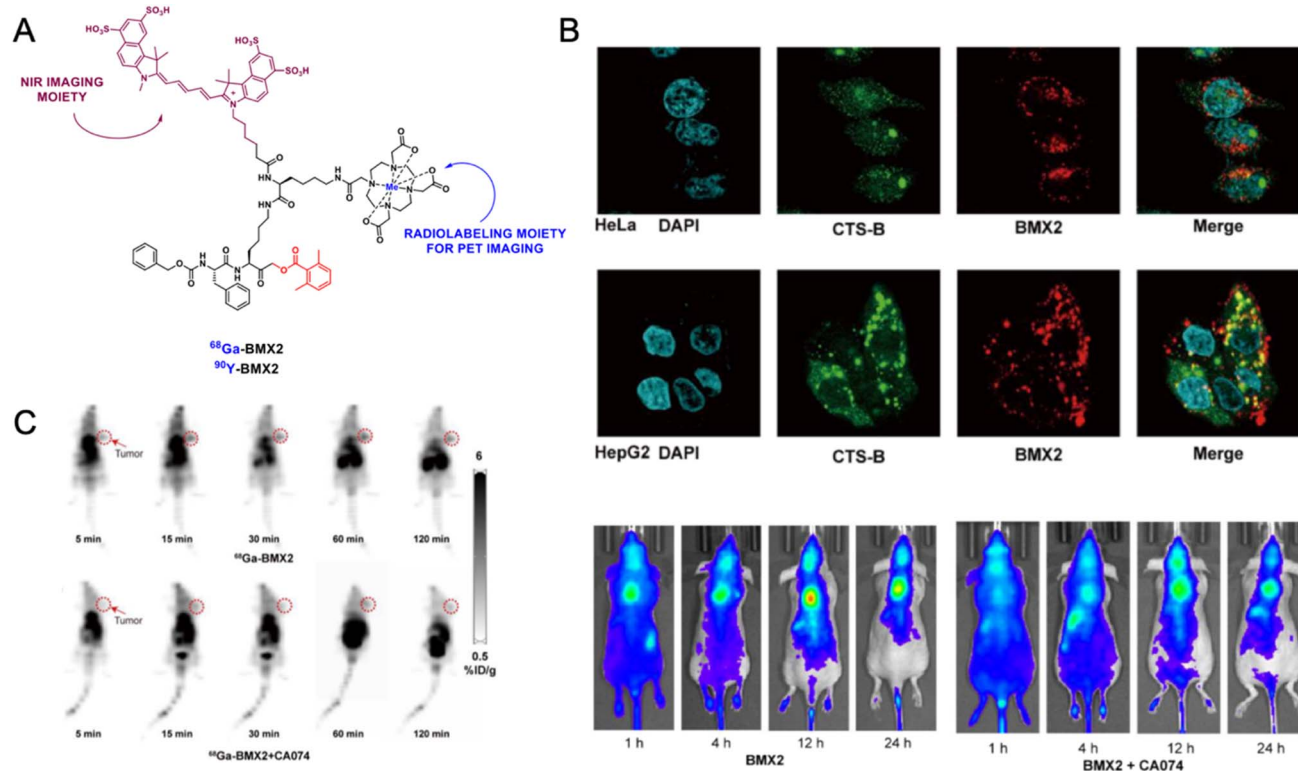 A
SO₃H
HO₃S
SO₃H
HO₃S
NIR IMAGING
MOIETY
N
N
+
SO₃H
O
HN
O
HN
H
N
O
N
N
N
N
Me
O
O
O
O
O
O
RADIOLABELING MOIETY
FOR PET IMAGING
O
O
H
N
O
N
H
O
O
O
⁶⁸Ga-BMX2
⁹⁰Y-BMX2
B
HeLa DAPI
CTS-B
BMX2
Merge
HepG2 DAPI
CTS-B
BMX2
Merge
1 h
4 h
12 h
24 h
BMX2
1 h
4 h
12 h
24 h
BMX2 + CA074
C
Tumor
5 min
15 min
30 min
60 min
120 min
⁶⁸Ga-BMX2
6
0.5
%ID/g
Tumor
5 min
15 min
30 min
60 min
120 min
⁶⁸Ga-BMX2+CA074